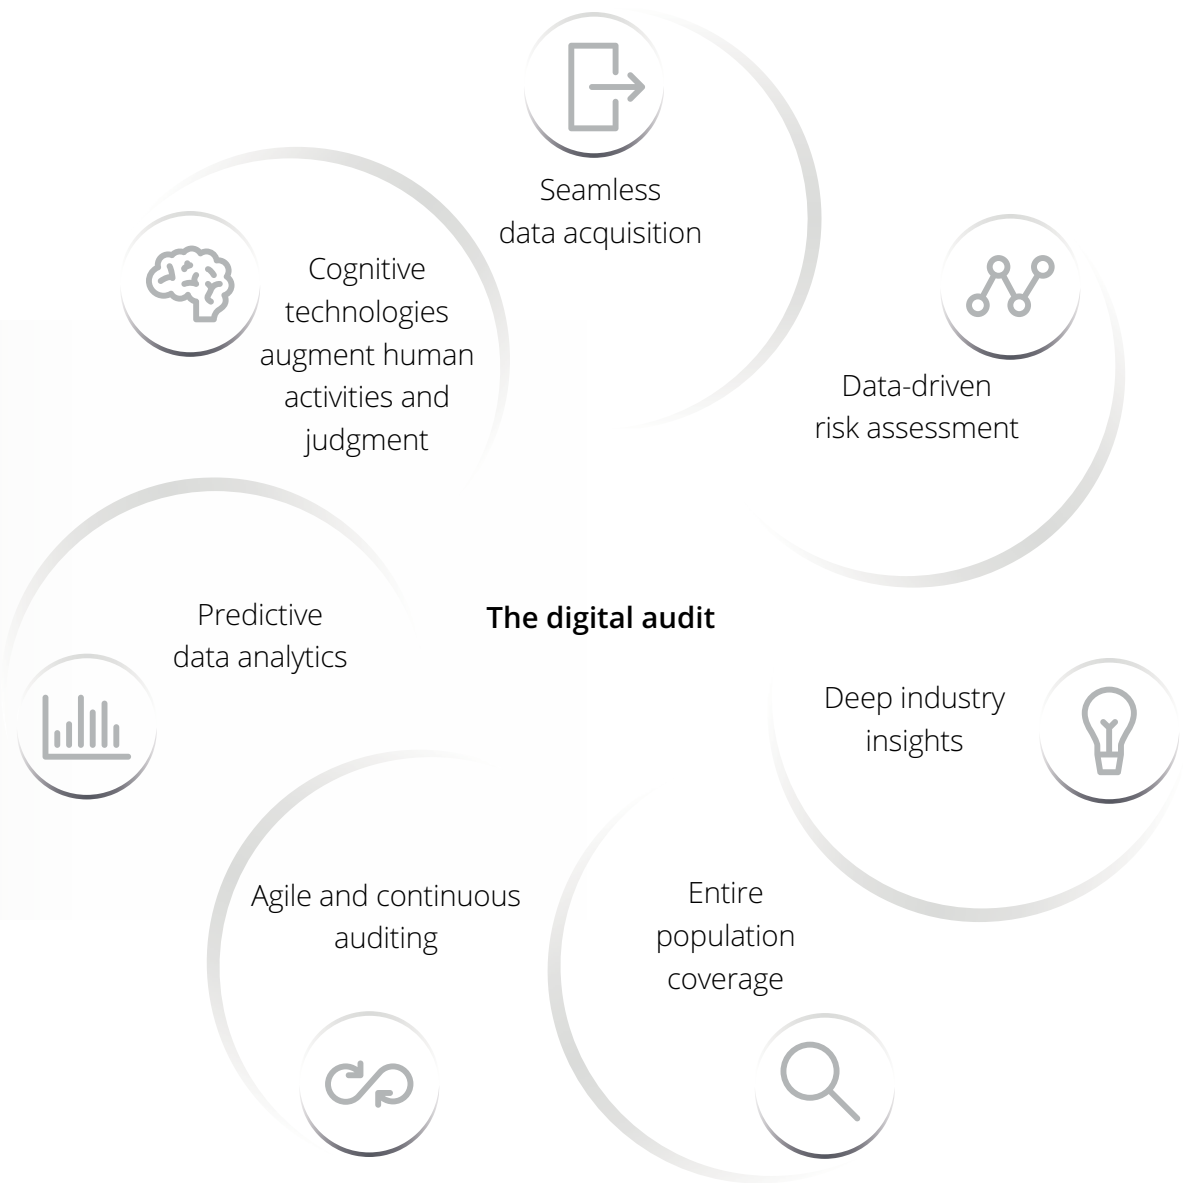 Seamless
data acquisition
Cognitive
technologies
augment human
activities and
judgment
Data-driven
risk assessment
Predictive
data analytics
The digital audit
Deep industry
insights
Agile and continuous
auditing
Entire
population
coverage